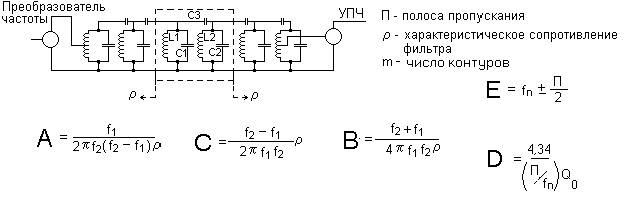 Преобразователь
частоты
C3
УПЧ
L1
L2
C1
C2
П - полоса пропускания
ρ - характеристическое сопротивление
фильтра
m - число контуров
ρ
ρ
E = fп ± П/2
A = f1 / 2πf2(f2 – f1)ρ
C = f2 – f1 / 2πf1f2 ρ
B = f2 + f1 / 4πf1f2ρ
D = 4,34 / (П/fп)Q0